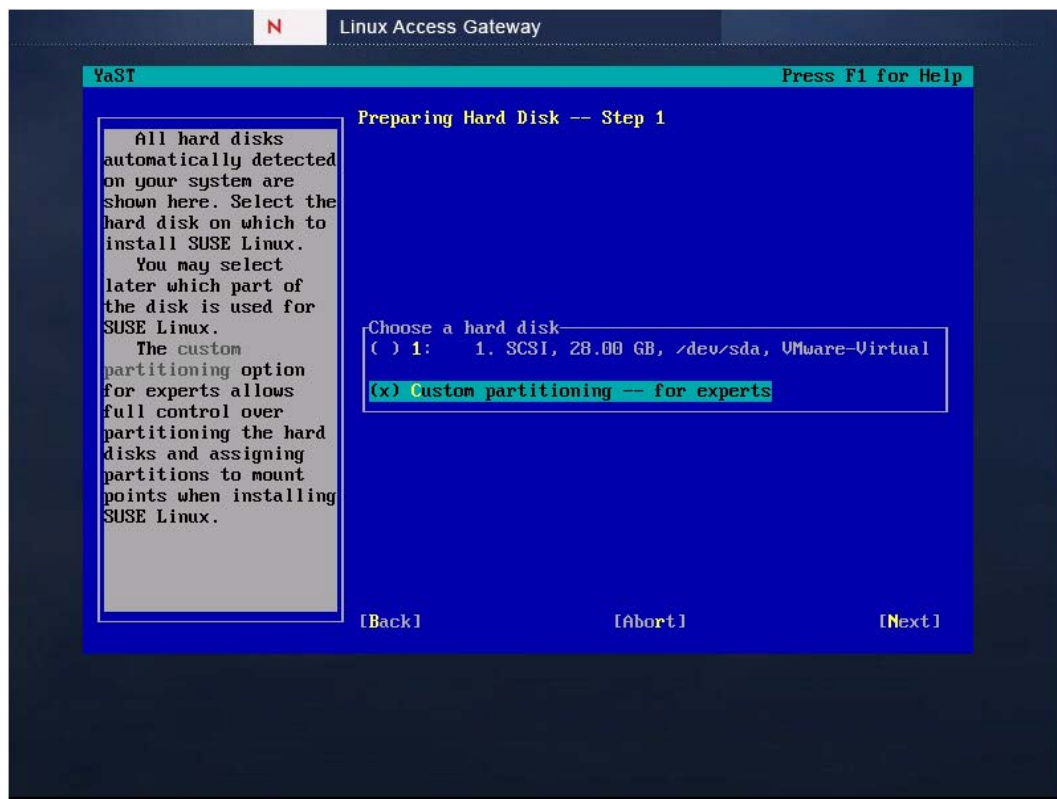 N Linux Access Gateway
YaST Press F1 for Help
Preparing Hard Disk -- Step 1
All hard disks
automatically detected
on your system are
shown here. Select the
hard disk on which to
install SUSE Linux.
You may select
later which part of
the disk is used for
SUSE Linux.
The custom
partitioning option
for experts allows
full control over
partitioning the hard
disks and assigning
partitions to mount
points when installing
SUSE Linux.
Choose a hard disk
( ) 1: 1. SCSI, 28.00 GB, /dev/sda, VMware-Virtual
(x) Custom partitioning -- for experts
[Back] [Abort] [Next]